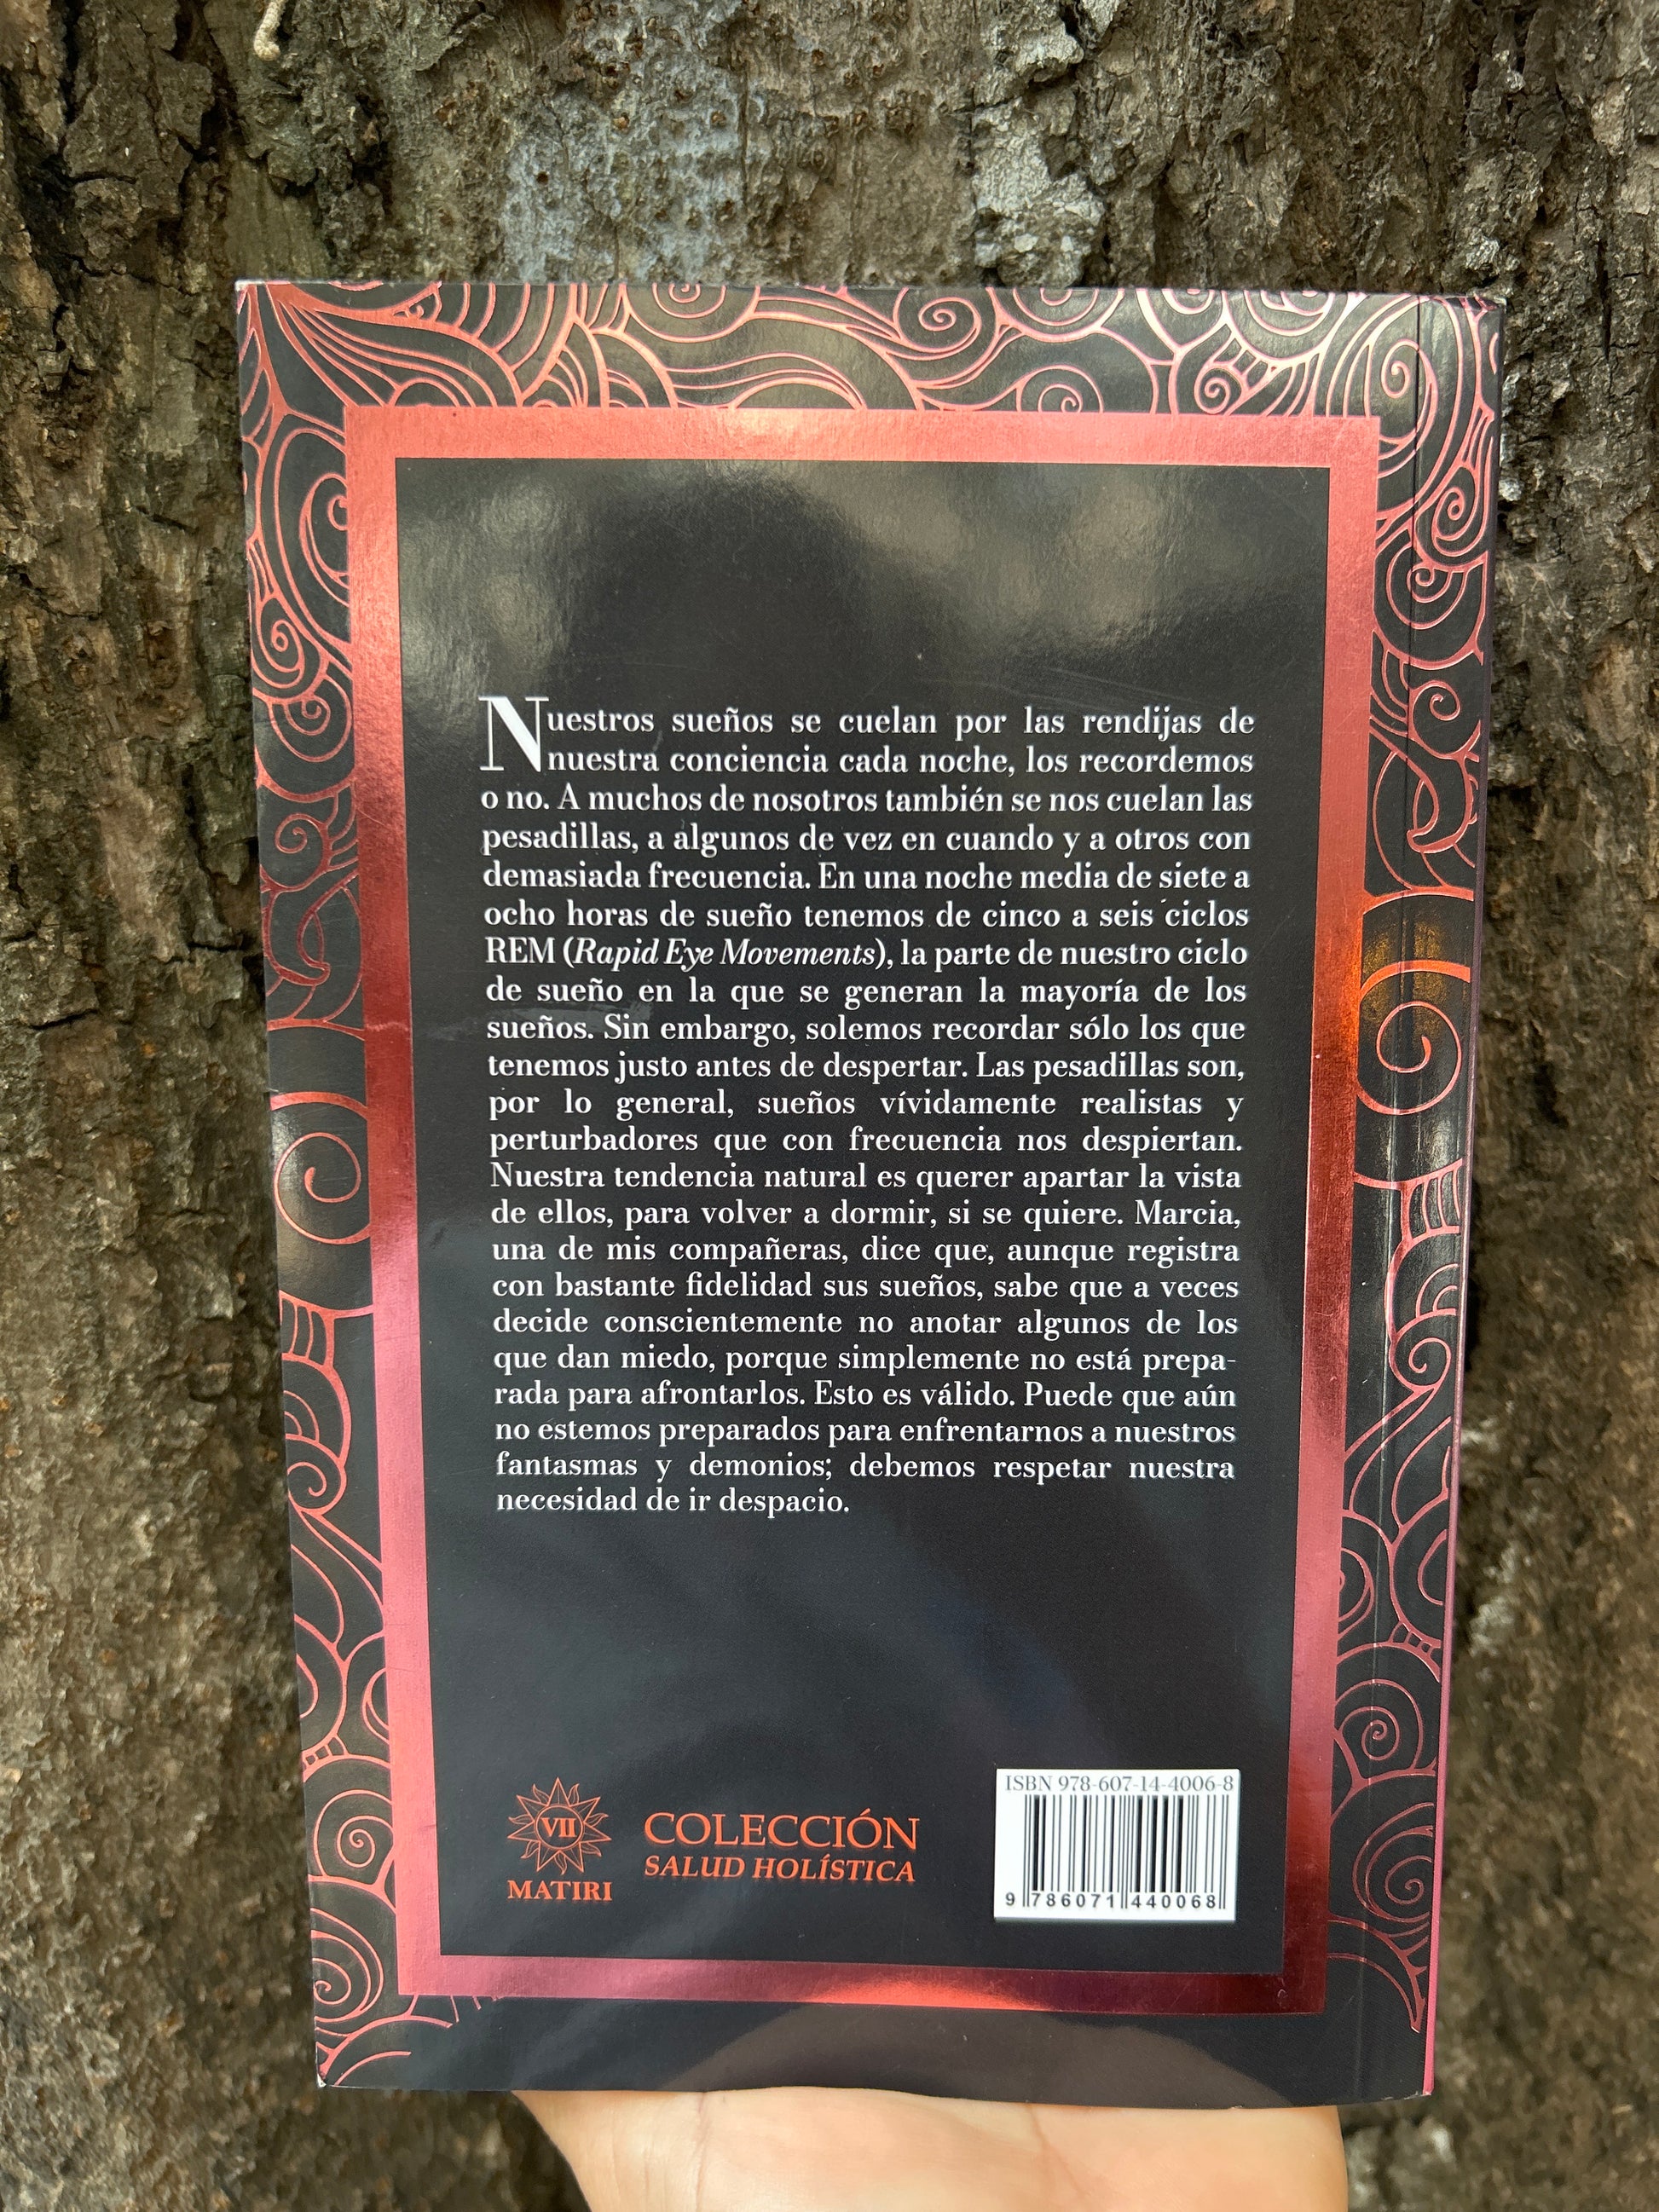 Nuestros sueños se cuelan por las rendijas de
nuestra conciencia cada noche, los recordemos
o no. A muchos de nosotros también se nos cuelan las
pesadillas, a algunos de vez en cuando y a otros con
demasiada frecuencia. En una noche media de siete a
ocho horas de sueño tenemos de cinco a seis ciclos
REM (Rapid Eye Movements), la parte de nuestro ciclo
de sueño en la que se generan la mayoría de los
sueños. Sin embargo, solemos recordar sólo los que
tenemos justo antes de despertar. Las pesadillas son,
por lo general, sueños vívidamente realistas y
perturbadores que con frecuencia nos despiertan.
Nuestra tendencia natural es querer apartar la vista
de ellos, para volver a dormir, si se quiere. Marcia,
una de mis compañeras, dice que, aunque registra
con bastante fidelidad sus sueños, sabe que a veces
decide conscientemente no anotar algunos de los
que dan miedo, porque simplemente no está prepa-
rada para afrontarlos. Esto es válido. Puede que aún
no estemos preparados para enfrentarnos a nuestros
fantasmas y demonios; debemos respetar nuestra
necesidad de ir despacio.
VII
MATIRI
COLECCIÓN
SALUD HOLÍSTICA
ISBN 978-607-14-4006-8
9 786071 440068